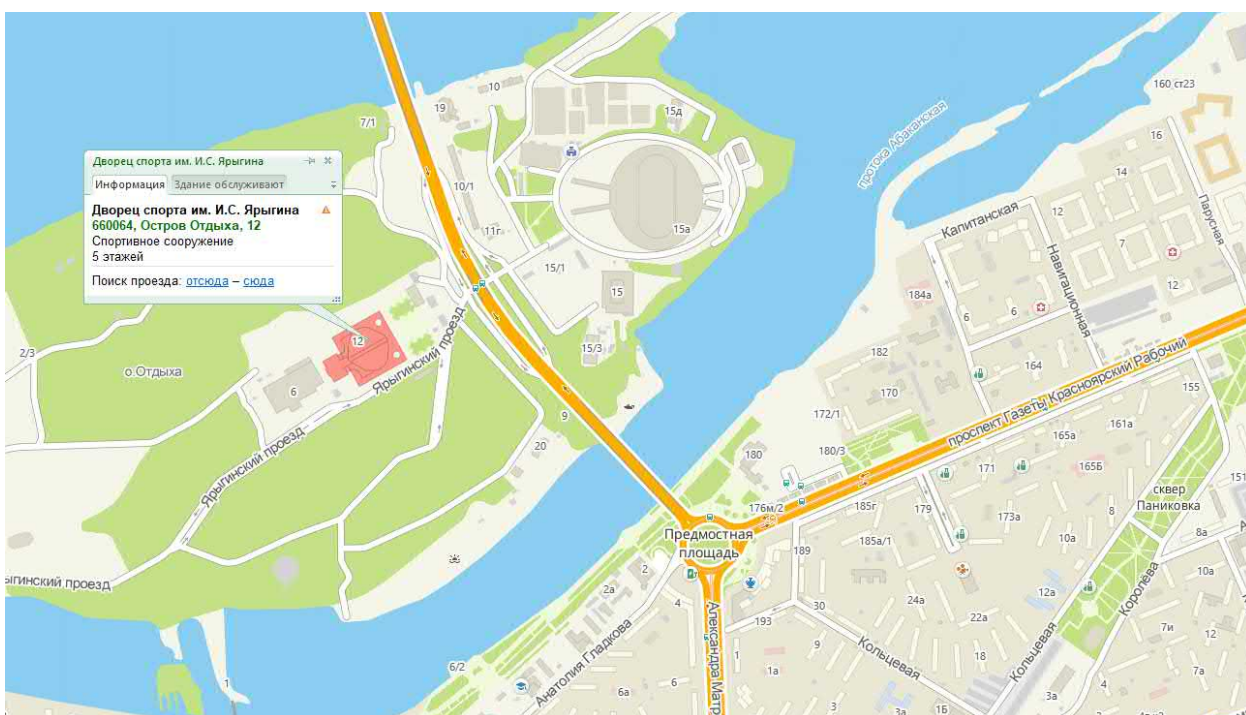 160 ст23
10
19
15д
7/1
протока Абаканская
16
14
Дворец спорта им. И.С. Ярыгина
Информация
Здание обслуживают
Дворец спорта им. И.С. Ярыгина
660064, Остров Отдыха, 12
Спортивное сооружение
5 этажей
Поиск проезда: отсюда – сюда
10/1
11г
15а
15/1
15
15/3
Капитанская
12
Парусная
7
Навигационная
12
184а
6
6
182
164
170
172/1
12
Ярыгинский проезд
2/3
о.Отдыха
6
9
20
Ярыгинский проезд
проспект Газеты Красноярский Рабочий
155
161а
165а
165Б
171
180
180/3
176м/2
185г
179
173а
8
151
сквер
Паниковка
8а
Предмостная
площадь
189
185а/1
10а
10а
ыгинский проезд
2
2а
4
12а
24а
22а
Королёва
30
193
9
Кольцевая
18
Кольцевая
7и
12
7а
Анатолия Гладкова
Александра Матр
1
1а
6/2
6а
6
1
3
3а
1Б
3а
4